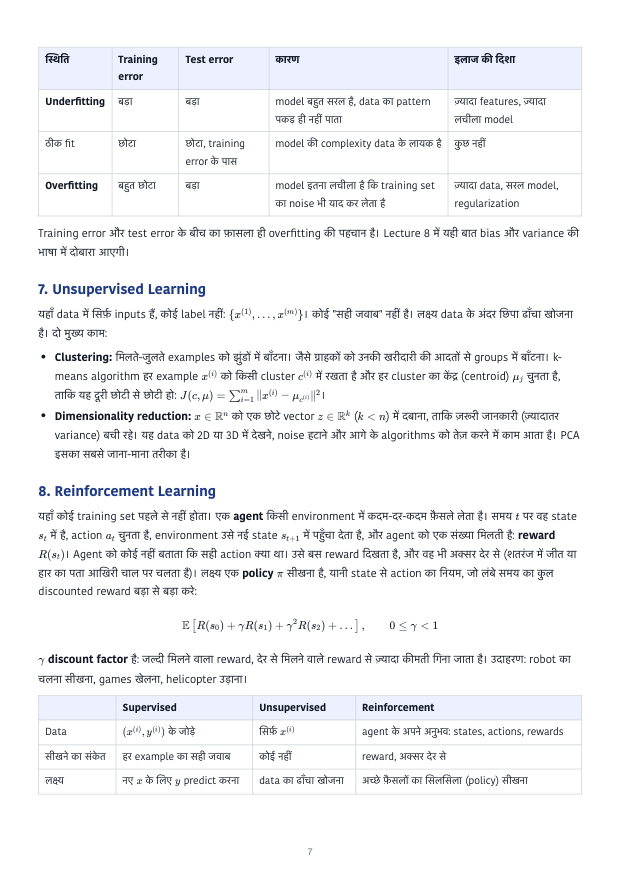 स्थिति Training error Test error कारण इलाज की दिशा
Underfitting बड़ा बड़ा model बहुत सरल है, data का pattern पकड़ ही नहीं पाता ज़्यादा features, ज़्यादा लचीला model
ठीक fit छोटा छोटा, training error के पास model की complexity data के लायक है कुछ नहीं
Overfitting बहुत छोटा बड़ा model इतना लचीला है कि training set का noise भी याद कर लेता है ज़्यादा data, सरल model, regularization
Training error और test error के बीच का फ़ासला ही overfitting की पहचान है। Lecture 8 में यही बात bias और variance की
भाषा में दोबारा आएगी।
7. Unsupervised Learning
यहाँ data में सिर्फ़ inputs हैं, कोई label नहीं: {x^{(1)}, . . . , x^{(m)}}। कोई "सही जवाब" नहीं है। लक्ष्य data के अंदर छिपा ढाँचा खोजना
है। दो मुख्य काम:
• Clustering: मिलते-जुलते examples को झुंडों में बाँटना। जैसे ग्राहकों को उनकी खरीदारी की आदतों से groups में बाँटना। k-
means algorithm हर example x^{(i)} को किसी cluster c^{(i)} में रखता है और हर cluster का केंद्र (centroid) μ_j चुनता है,
ताकि यह दूरी छोटी से छोटी हो: J(c, μ) = ∑_{i=1}^{m} ‖x^{(i)} − μ_{c^{(i)}}‖²।
• Dimensionality reduction: x ∈ ℝⁿ को एक छोटे vector z ∈ ℝᵏ (k < n) में दबाना, ताकि ज़रूरी जानकारी (ज़्यादातर
variance) बची रहे। यह data को 2D या 3D में देखने, noise हटाने और आगे के algorithms को तेज़ करने में काम आता है। PCA
इसका सबसे जाना-माना तरीका है।
8. Reinforcement Learning
यहाँ कोई training set पहले से नहीं होता। एक agent किसी environment में कदम-दर-कदम फ़ैसले लेता है। समय t पर वह state
s_t में है, action a_t चुनता है, environment उसे नई state s_{t+1} में पहुँचा देता है, और agent को एक संख्या मिलती है: reward
R(s_t)। Agent को कोई नहीं बताता कि सही action क्या था। उसे बस reward दिखता है, और वह भी अक्सर देर से (शतरंज में जीत या
हार का पता आखिरी चाल पर चलता है)। लक्ष्य एक policy π सीखना है, यानी state से action का नियम, जो लंबे समय का कुल
discounted reward बड़ा से बड़ा करे:
𝔼 [R(s_0) + γR(s_1) + γ²R(s_2) + . . . ] , 0 ≤ γ < 1
γ discount factor है: जल्दी मिलने वाला reward, देर से मिलने वाले reward से ज़्यादा कीमती गिना जाता है। उदाहरण: robot का
चलना सीखना, games खेलना, helicopter उड़ाना।
Supervised Unsupervised Reinforcement
Data (x^{(i)}, y^{(i)}) के जोड़े सिर्फ़ x^{(i)} agent के अपने अनुभव: states, actions, rewards
सीखने का संकेत हर example का सही जवाब कोई नहीं reward, अक्सर देर से
लक्ष्य नए x के लिए y predict करना data का ढाँचा खोजना अच्छे फ़ैसलों का सिलसिला (policy) सीखना
7